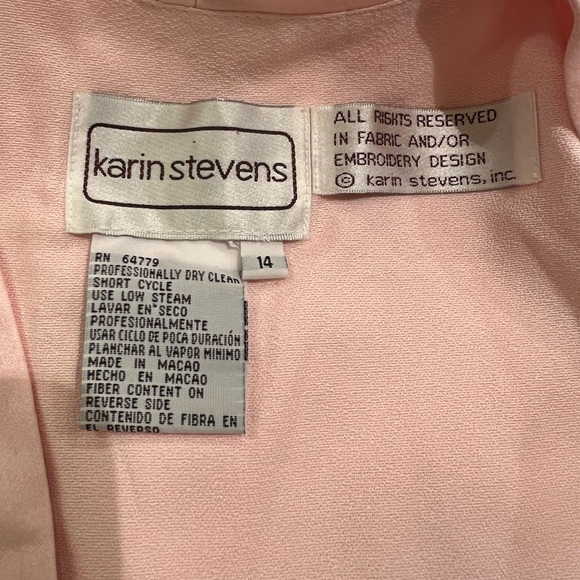 karin stevens
ALL RIGHTS RESERVED
IN FABRIC AND/OR
EMBROIDERY DESIGN
© karin stevens, inc.
14
RN 64779
PROFESSIONALLY DRY CLEAN
SHORT CYCLE
USE LOW STEAM
LAVAR EN SECO
PROFESIONALMENTE
USAR CICLO DE POCA DURACIÓN
PLANCHAR AL VAPOR MINIMO
MADE IN MACAO
HECHO EN MACAO
FIBER CONTENT ON
REVERSE SIDE
CONTENIDO DE FIBRA EN
EL REVERSO